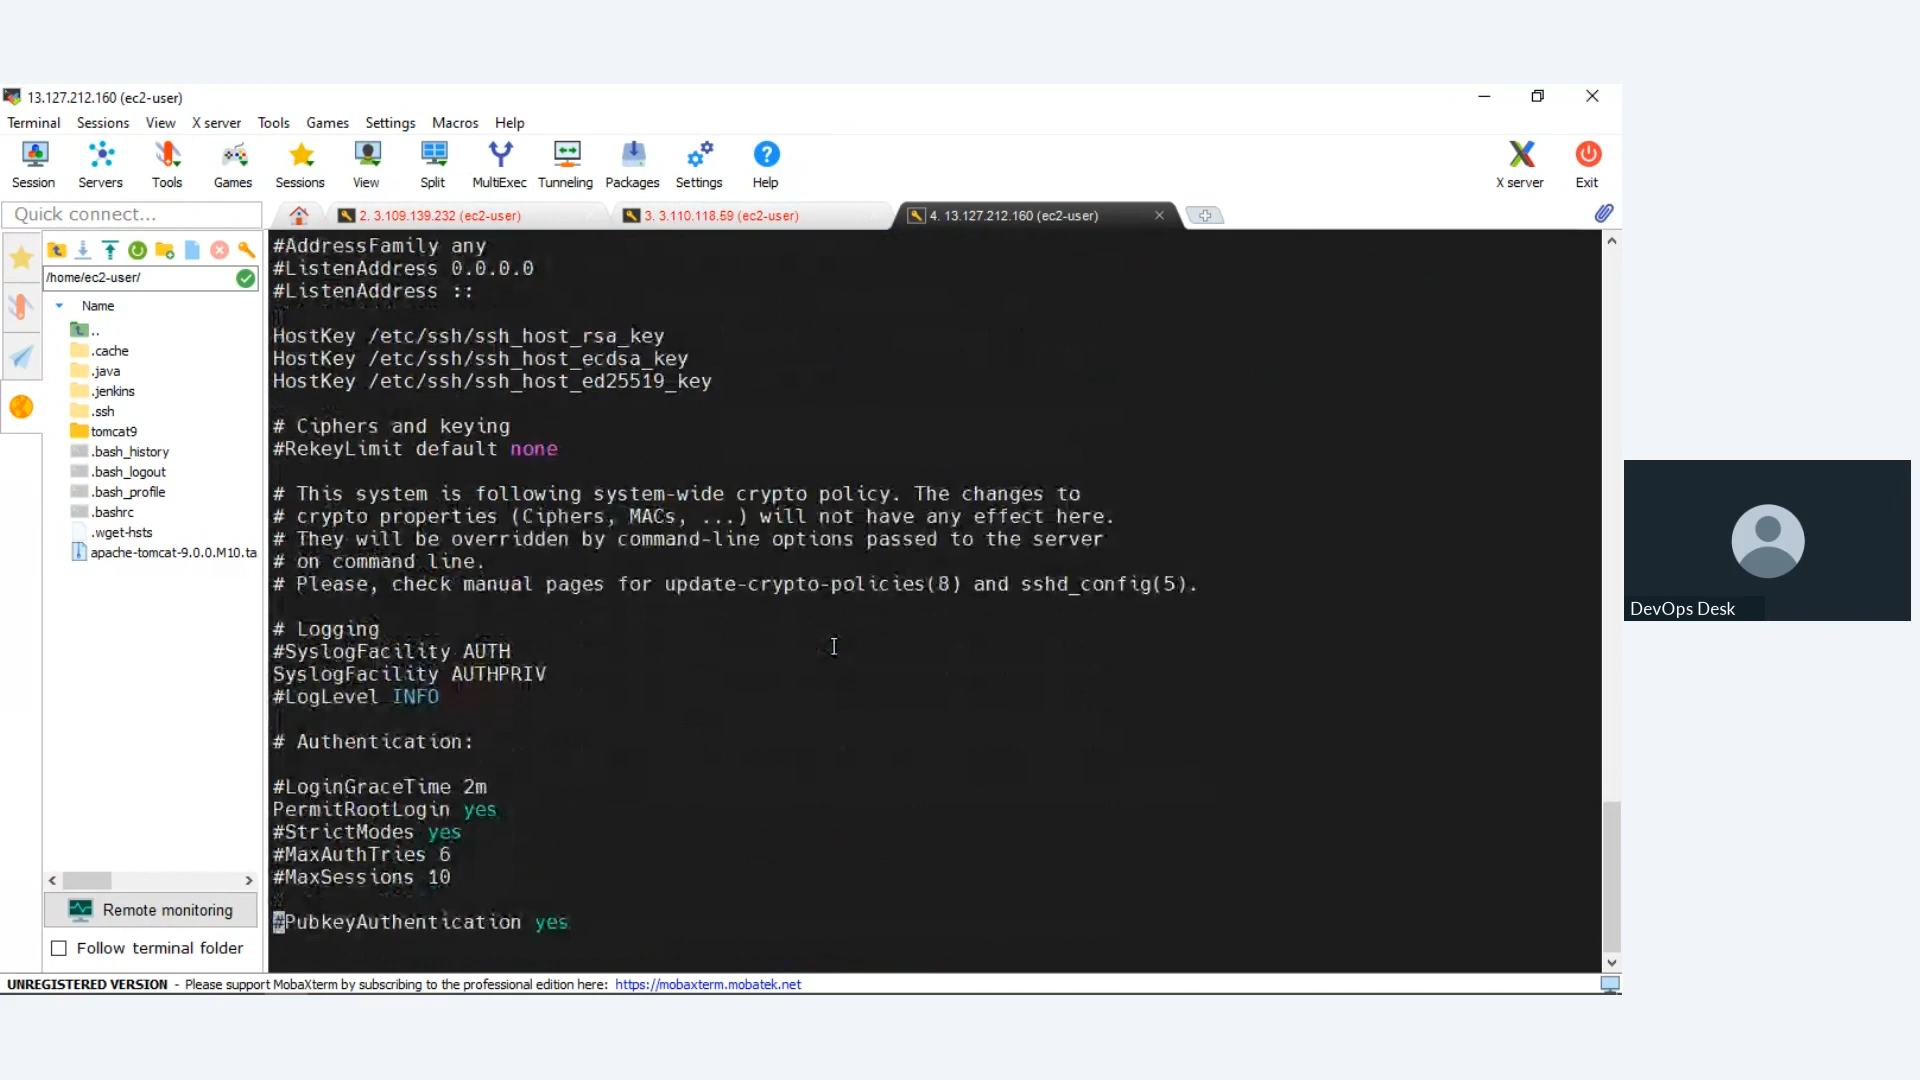 13.127.212.160 (ec2-user)
Terminal Sessions View X server Tools Games Settings Macros Help
Session Servers Tools Games Sessions View Split MultiExec Tunneling Packages Settings Help X server Exit
Quick connect...
2. 3.109.139.232 (ec2-user)
3. 3.110.118.59 (ec2-user)
4. 13.127.212.160 (ec2-user)
/home/ec2-user/
Name
..
.cache
.java
.jenkins
.ssh
tomcat9
.bash_history
.bash_logout
.bash_profile
.bashrc
.wget-hsts
apache-tomcat-9.0.0.M10.ta
Remote monitoring
Follow terminal folder
#AddressFamily any
#ListenAddress 0.0.0.0
#ListenAddress ::
HostKey /etc/ssh/ssh_host_rsa_key
HostKey /etc/ssh/ssh_host_ecdsa_key
HostKey /etc/ssh/ssh_host_ed25519_key
# Ciphers and keying
#RekeyLimit default none
# This system is following system-wide crypto policy. The changes to
# crypto properties (Ciphers, MACs, ...) will not have any effect here.
# They will be overridden by command-line options passed to the server
# on command line.
# Please, check manual pages for update-crypto-policies(8) and sshd_config(5).
# Logging
#SyslogFacility AUTH
SyslogFacility AUTHPRIV
#LogLevel INFO
# Authentication:
#LoginGraceTime 2m
PermitRootLogin yes
#StrictModes yes
#MaxAuthTries 6
#MaxSessions 10
#PubkeyAuthentication yes
UNREGISTERED VERSION - Please support MobaXterm by subscribing to the professional edition here: https://mobaxterm.mobatek.net
DevOps Desk